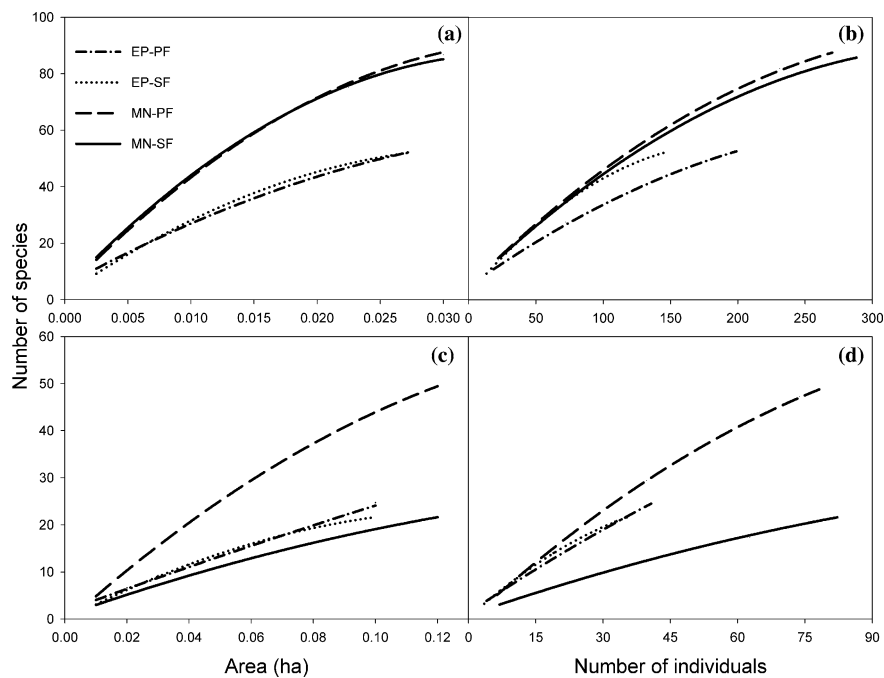 100
80
60
40
20
0
(a)
EP-PF
EP-SF
MN-PF
MN-SF
0.000 0.005 0.010 0.015 0.020 0.025 0.030
(b)
0 50 100 150 200 250 300
Number of species
60
50
40
30
20
10
0
(c)
0.00 0.02 0.04 0.06 0.08 0.10 0.12
Area (ha)
(d)
0 15 30 45 60 75 90
Number of individuals